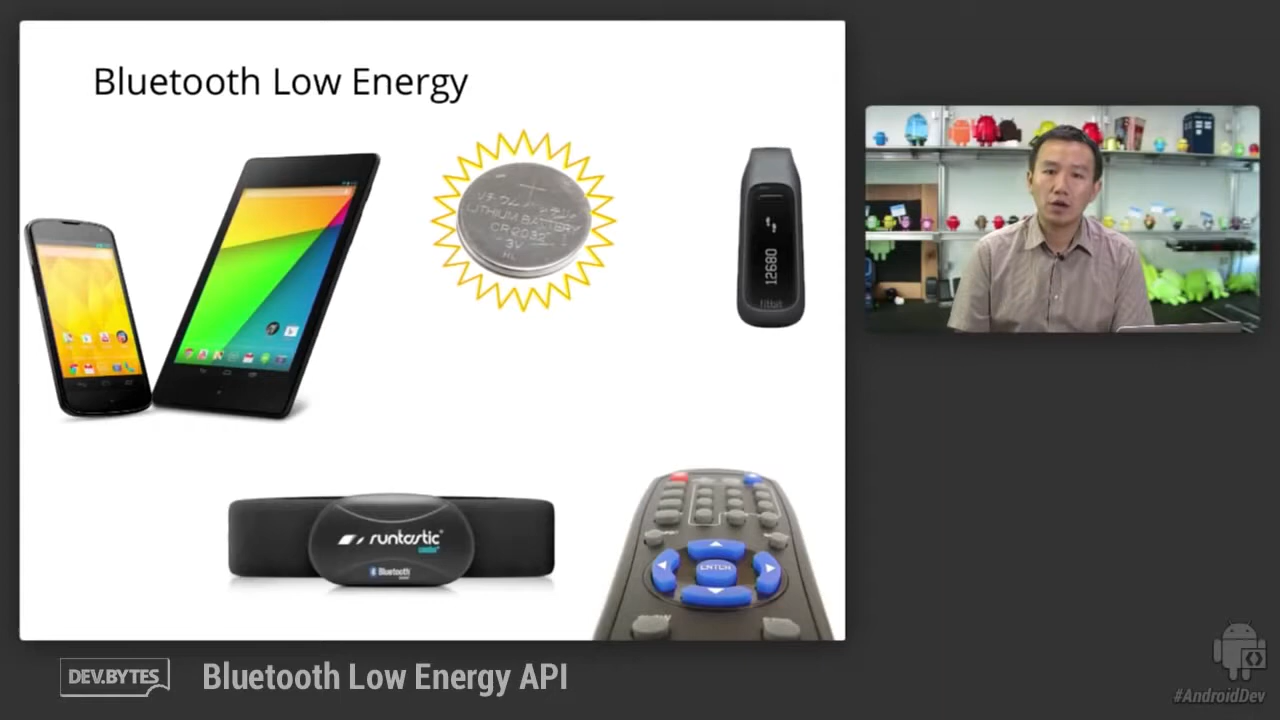 Bluetooth Low Energy
LITHIUM BATTERY
CR2032
3V
12680
fitbit
runtastic
Bluetooth
ENTER
DEV.BYTES
Bluetooth Low Energy API
#AndroidDev